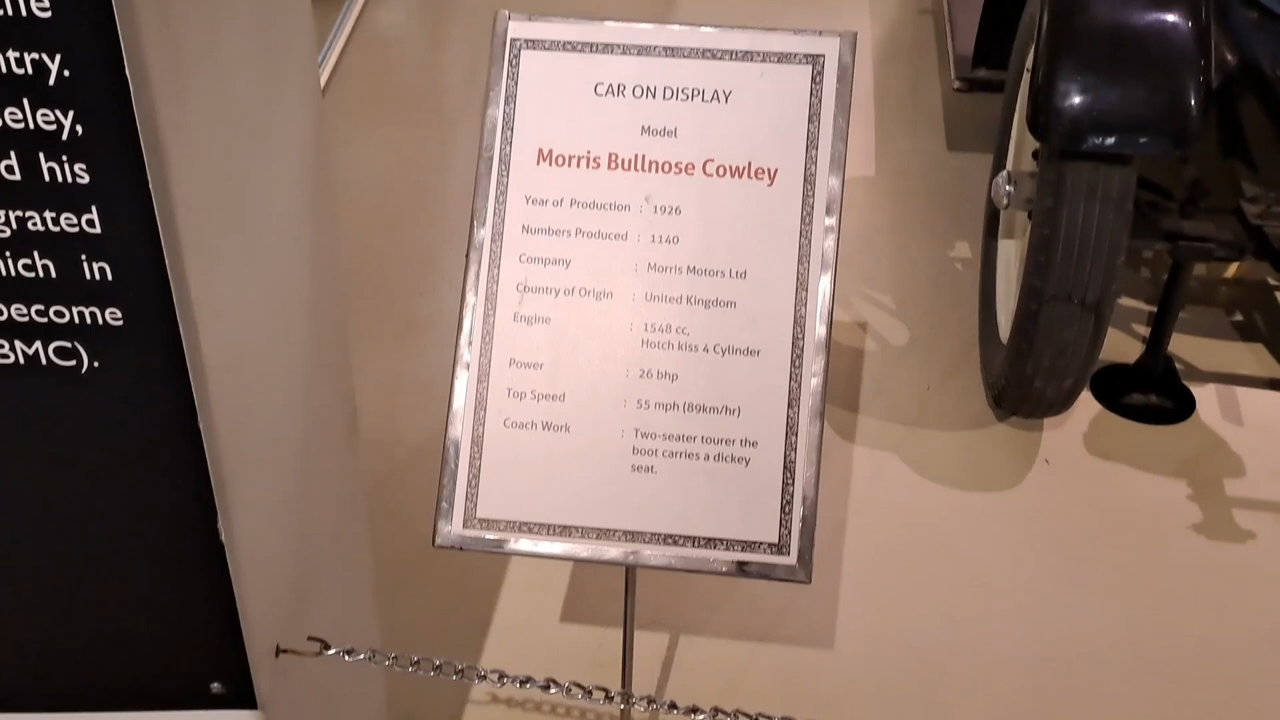 the
ntry.
eley,
d his
grated
hich in
become
BMC).
CAR ON DISPLAY
Model
Morris Bullnose Cowley
Year of Production : 1926
Numbers Produced : 1140
Company : Morris Motors Ltd
Country of Origin : United Kingdom
Engine : 1548 cc,
Hotch kiss 4 Cylinder
Power : 26 bhp
Top Speed : 55 mph (89km/hr)
Coach Work : Two-seater tourer the
boot carries a dickey
seat.